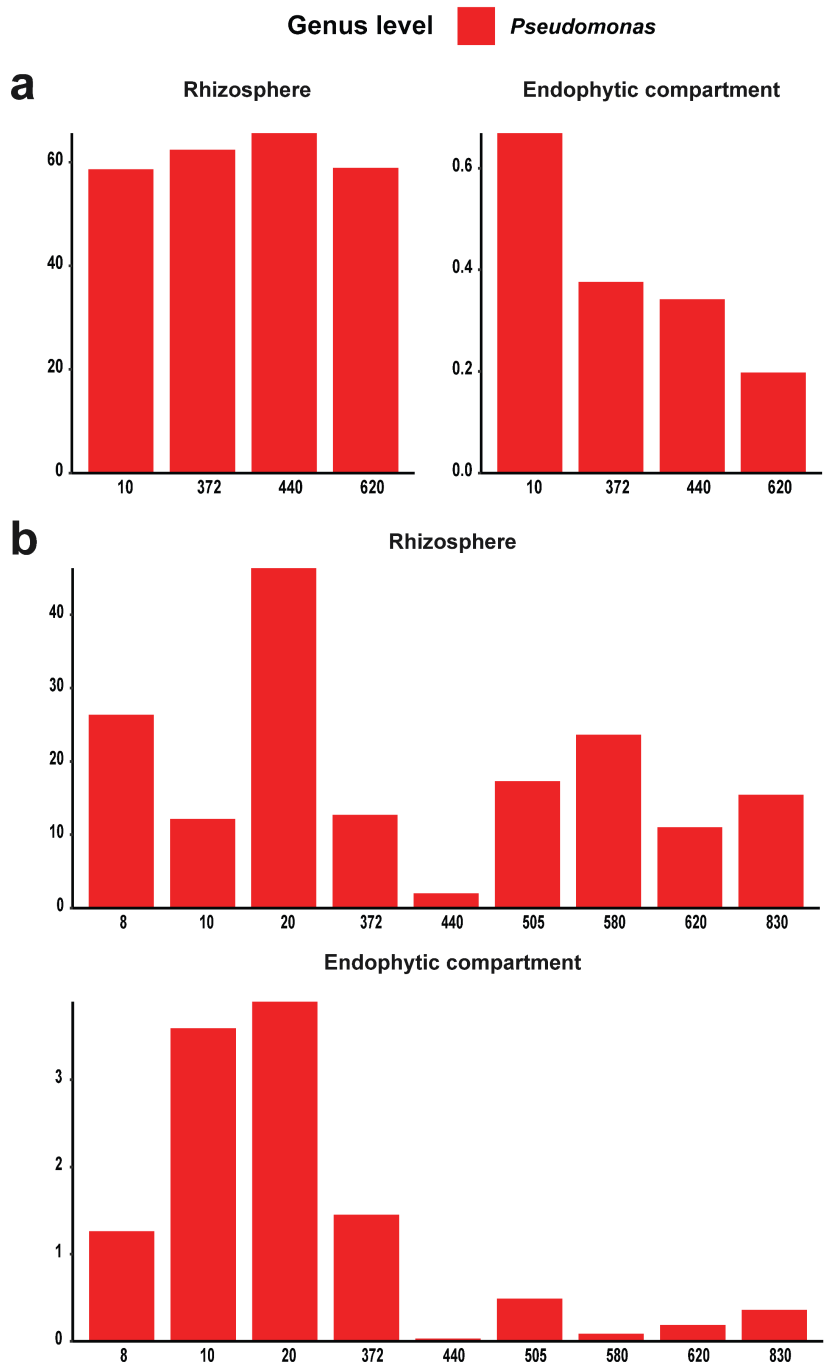 Genus level Pseudomonas
a
Rhizosphere
60
40
20
0
10 372 440 620
Endophytic compartment
0.6
0.4
0.2
0.0
10 372 440 620
b
Rhizosphere
40
30
20
10
0
8 10 20 372 440 505 580 620 830
Endophytic compartment
3
2
1
0
8 10 20 372 440 505 580 620 830